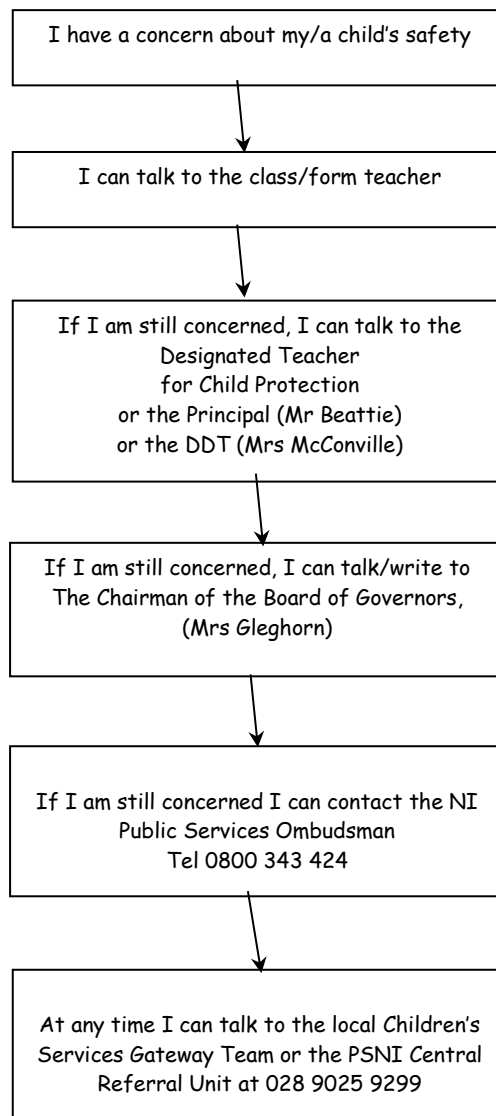 I have a concern about my/a child's safety
I can talk to the class/form teacher
If I am still concerned, I can talk to the
Designated Teacher
for Child Protection
or the Principal (Mr Beattie)
or the DDT (Mrs McConville)
If I am still concerned, I can talk/write to
The Chairman of the Board of Governors,
(Mrs Gleghorn)
If I am still concerned I can contact the NI
Public Services Ombudsman
Tel 0800 343 424
At any time I can talk to the local Children's
Services Gateway Team or the PSNI Central
Referral Unit at 028 9025 9299